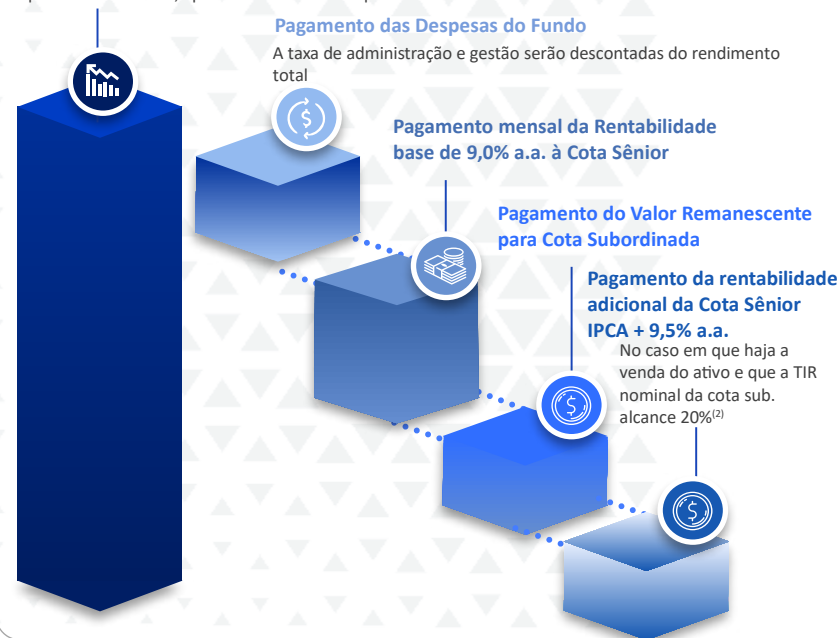 Pagamento das Despesas do Fundo
A taxa de administração e gestão serão descontadas do rendimento
total
Pagamento mensal da Rentabilidade
base de 9,0% a.a. à Cota Sênior
Pagamento do Valor Remanescente
para Cota Subordinada
Pagamento da rentabilidade
adicional da Cota Sênior
IPCA + 9,5% a.a.
No caso em que haja a
venda do ativo e que a TIR
nominal da cota sub.
alcance 20%(2)